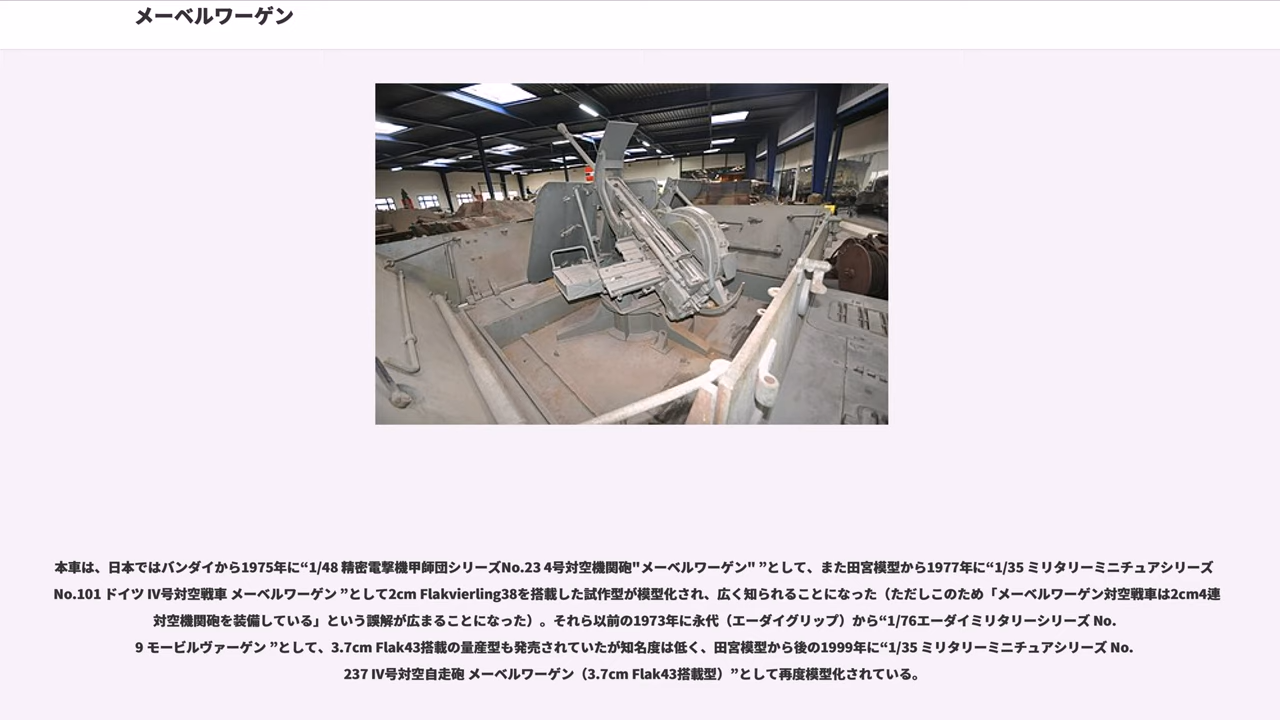 メーベルワーゲン
本車は、日本ではバンダイから1975年に“1/48 精密電撃機甲師団シリーズNo.23 4号対空機関砲"メーベルワーゲン" ”として、また田宮模型から1977年に“1/35 ミリタリーミニチュアシリーズ
No.101 ドイツ IV号対空戦車 メーベルワーゲン ”として2cm Flakvierling38を搭載した試作型が模型化され、広く知られることになった（ただしこのため「メーベルワーゲン対空戦車は2cm4連
対空機関砲を装備している」という誤解が広まることになった）。それら以前の1973年に永代（エーダイグリップ）から“1/76エーダイミリタリーシリーズ No.
9 モービルヴァーゲン ”として、3.7cm Flak43搭載の量産型も発売されていたが知名度は低く、田宮模型から後の1999年に“1/35 ミリタリーミニチュアシリーズ No.
237 IV号対空自走砲 メーベルワーゲン（3.7cm Flak43搭載型）”として再度模型化されている。